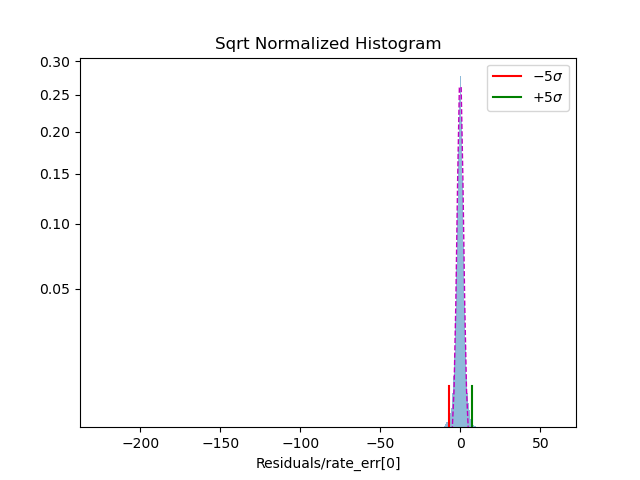 Sqrt Normalized Histogram
0.30
0.25
0.20
0.15
0.10
0.05
−5σ
+5σ
−200 −150 −100 −50 0 50
Residuals/rate_err[0]